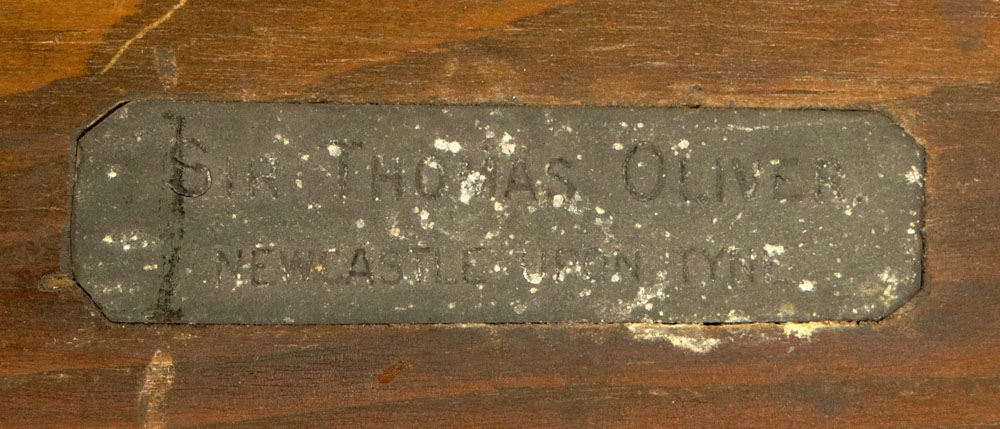 SIR THOMAS OLIVER.
NEWCASTLE UPON TYNE